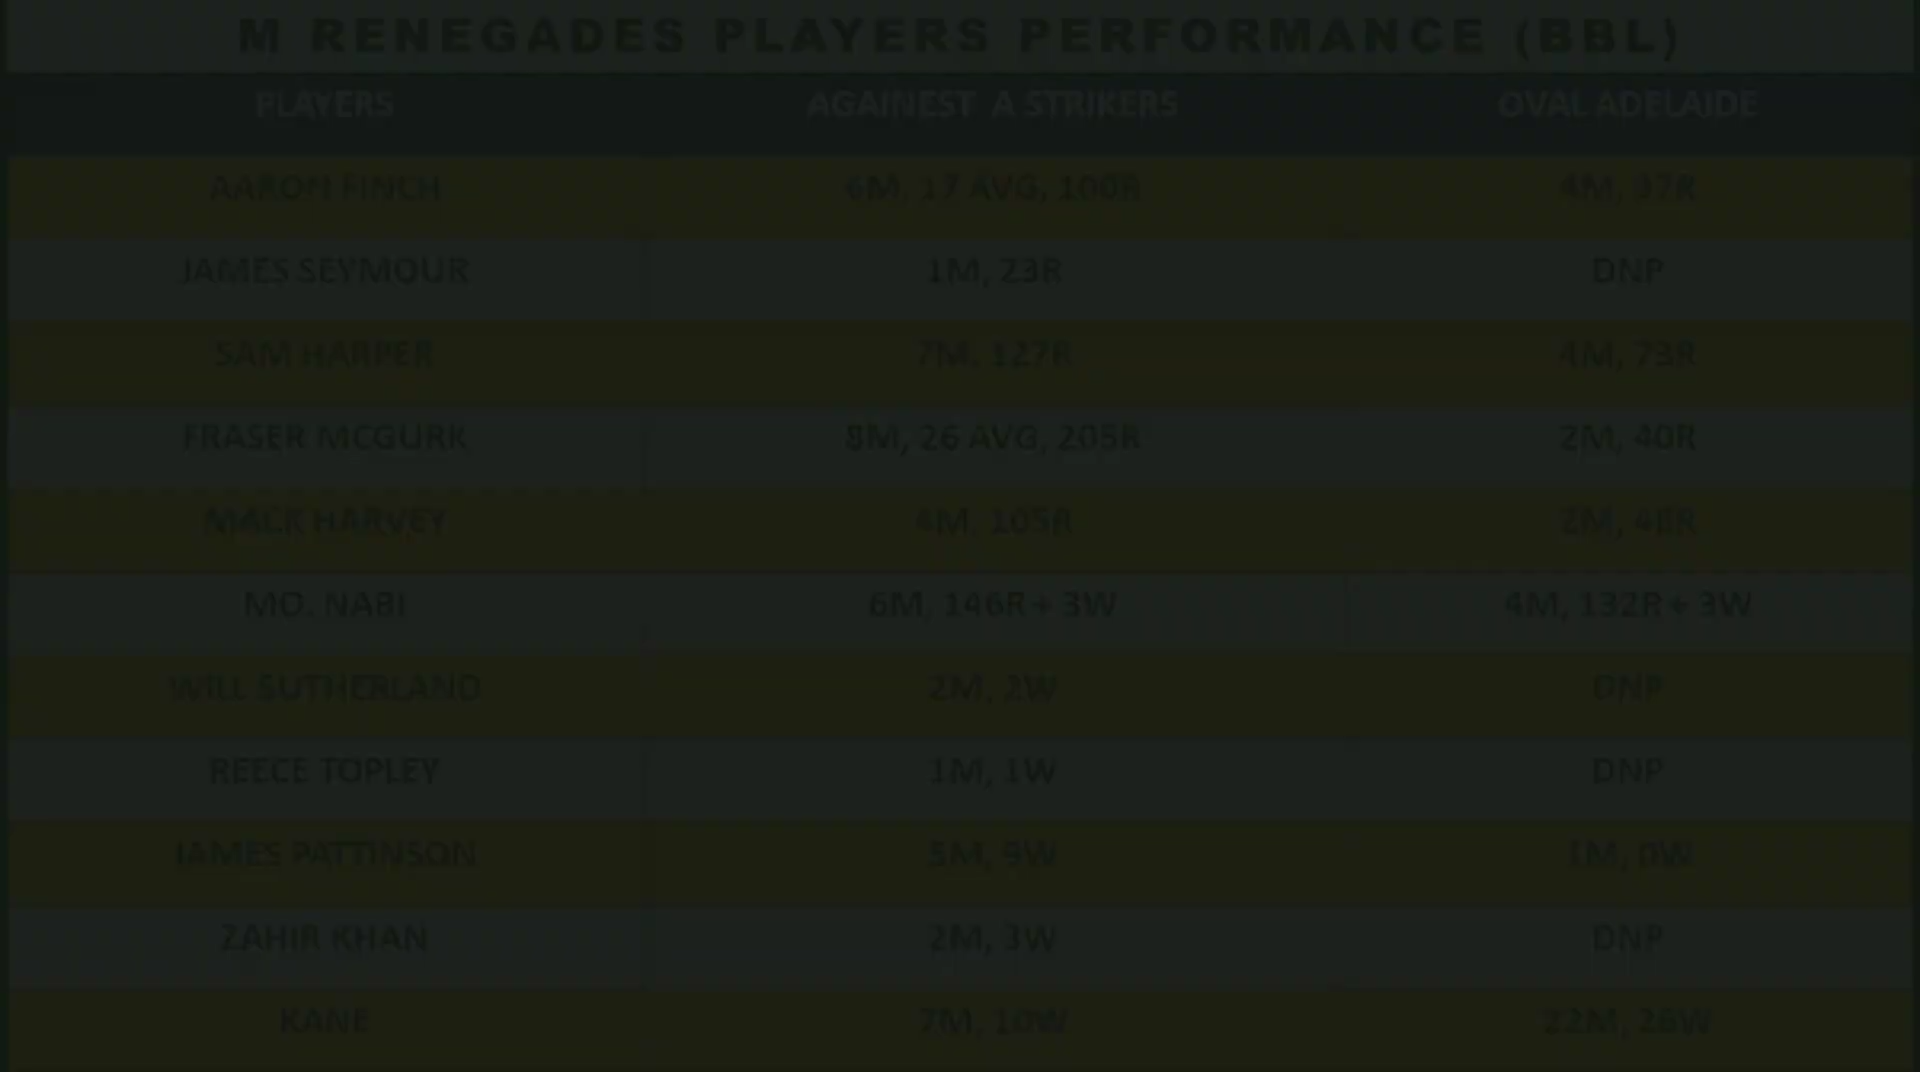 M RENEGADES PLAYERS PERFORMANCE (BBL)
PLAYERS AGAINEST A STRIKERS OVAL ADELAIDE
AARON FINCH 6M, 17 AVG, 100R 4M, 37R
JAMES SEYMOUR 1M, 23R DNP
SAM HARPER 7M, 127R 4M, 73R
FRASER MCGURK 8M, 26 AVG, 205R 2M, 40R
MACK HARVEY 4M, 105R 2M, 48R
MO. NABI 6M, 146R + 3W 4M, 132R + 3W
WILL SUTHERLAND 2M, 2W DNP
REECE TOPLEY 1M, 1W DNP
JAMES PATTINSON 5M, 9W 1M, 0W
ZAHIR KHAN 2M, 3W DNP
KANE 7M, 10W 22M, 26W